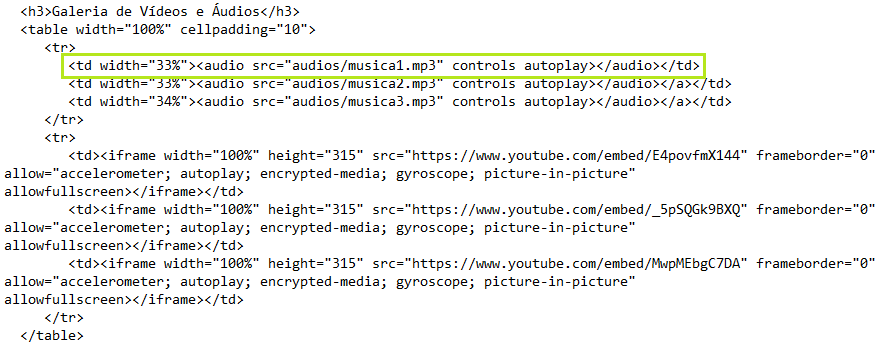 <h3>Galeria de Vídeos e Áudios</h3>
<table width="100%" cellpadding="10">
<tr>
<td width="33%"><audio src="audios/musica1.mp3" controls autoplay></audio></td>
<td width="33%"><audio src="audios/musica2.mp3" controls autoplay></audio></a></td>
<td width="34%"><audio src="audios/musica3.mp3" controls autoplay></audio></a></td>
</tr>
<tr>
<td><iframe width="100%" height="315" src="https://www.youtube.com/embed/E4povfmX144" frameborder="0"
allow="accelerometer; autoplay; encrypted-media; gyroscope; picture-in-picture"
allowfullscreen></iframe></td>
<td><iframe width="100%" height="315" src="https://www.youtube.com/embed/_5pSQGk9BXQ" frameborder="0"
allow="accelerometer; autoplay; encrypted-media; gyroscope; picture-in-picture"
allowfullscreen></iframe></td>
<td><iframe width="100%" height="315" src="https://www.youtube.com/embed/MwpMEbgC7DA" frameborder="0"
allow="accelerometer; autoplay; encrypted-media; gyroscope; picture-in-picture"
allowfullscreen></iframe></td>
</tr>
</table>